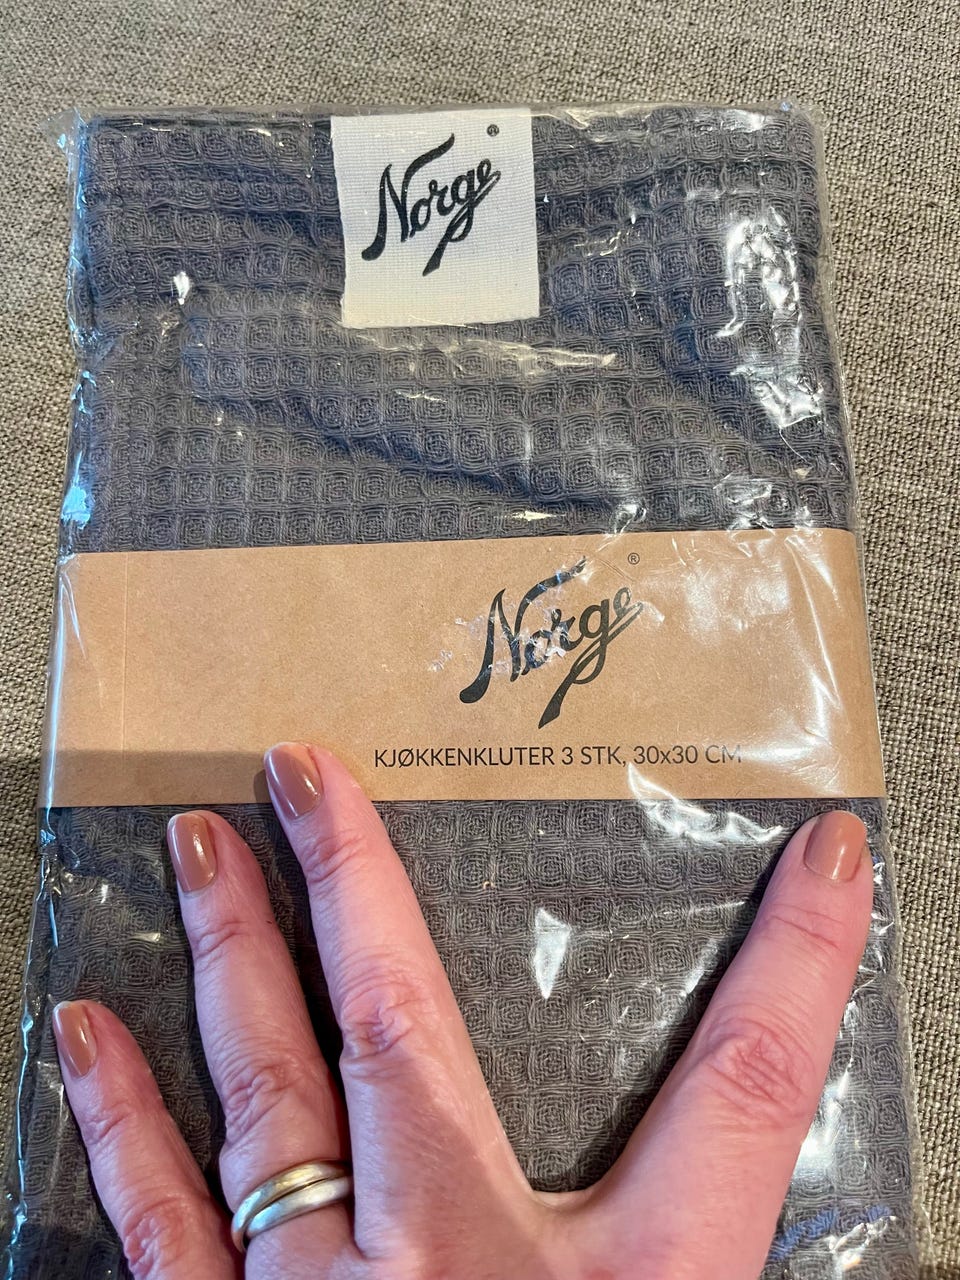 Norge®
Norge®
KJØKKENKLUTER 3 STK, 30x30 CM